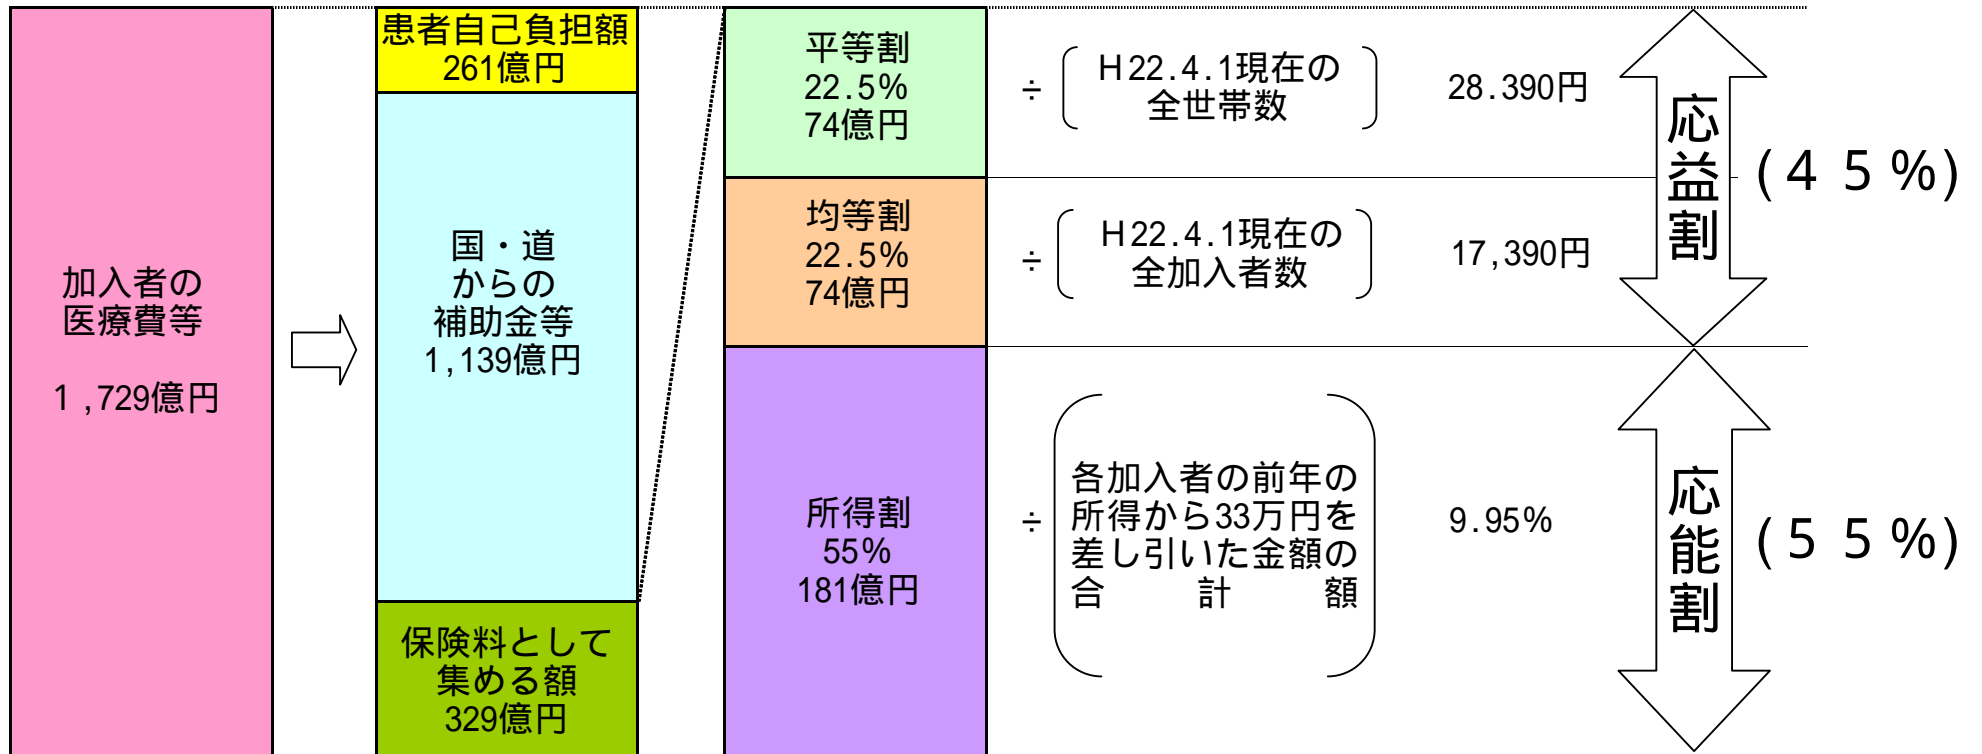 加入者の
医療費等
１,729億円
患者自己負担額
261億円
国・道
からの
補助金等
1,139億円
保険料として
集める額
329億円
平等割
22.5%
74億円
÷
H22.4.1現在の
全世帯数
28.390円
均等割
22.5%
74億円
÷
H22.4.1現在の
全加入者数
17,390円
応益割
(４５%)
所得割
55%
181億円
÷
各加入者の前年の
所得から33万円を
差し引いた金額の
合計額
9.95%
応能割
(５５%)